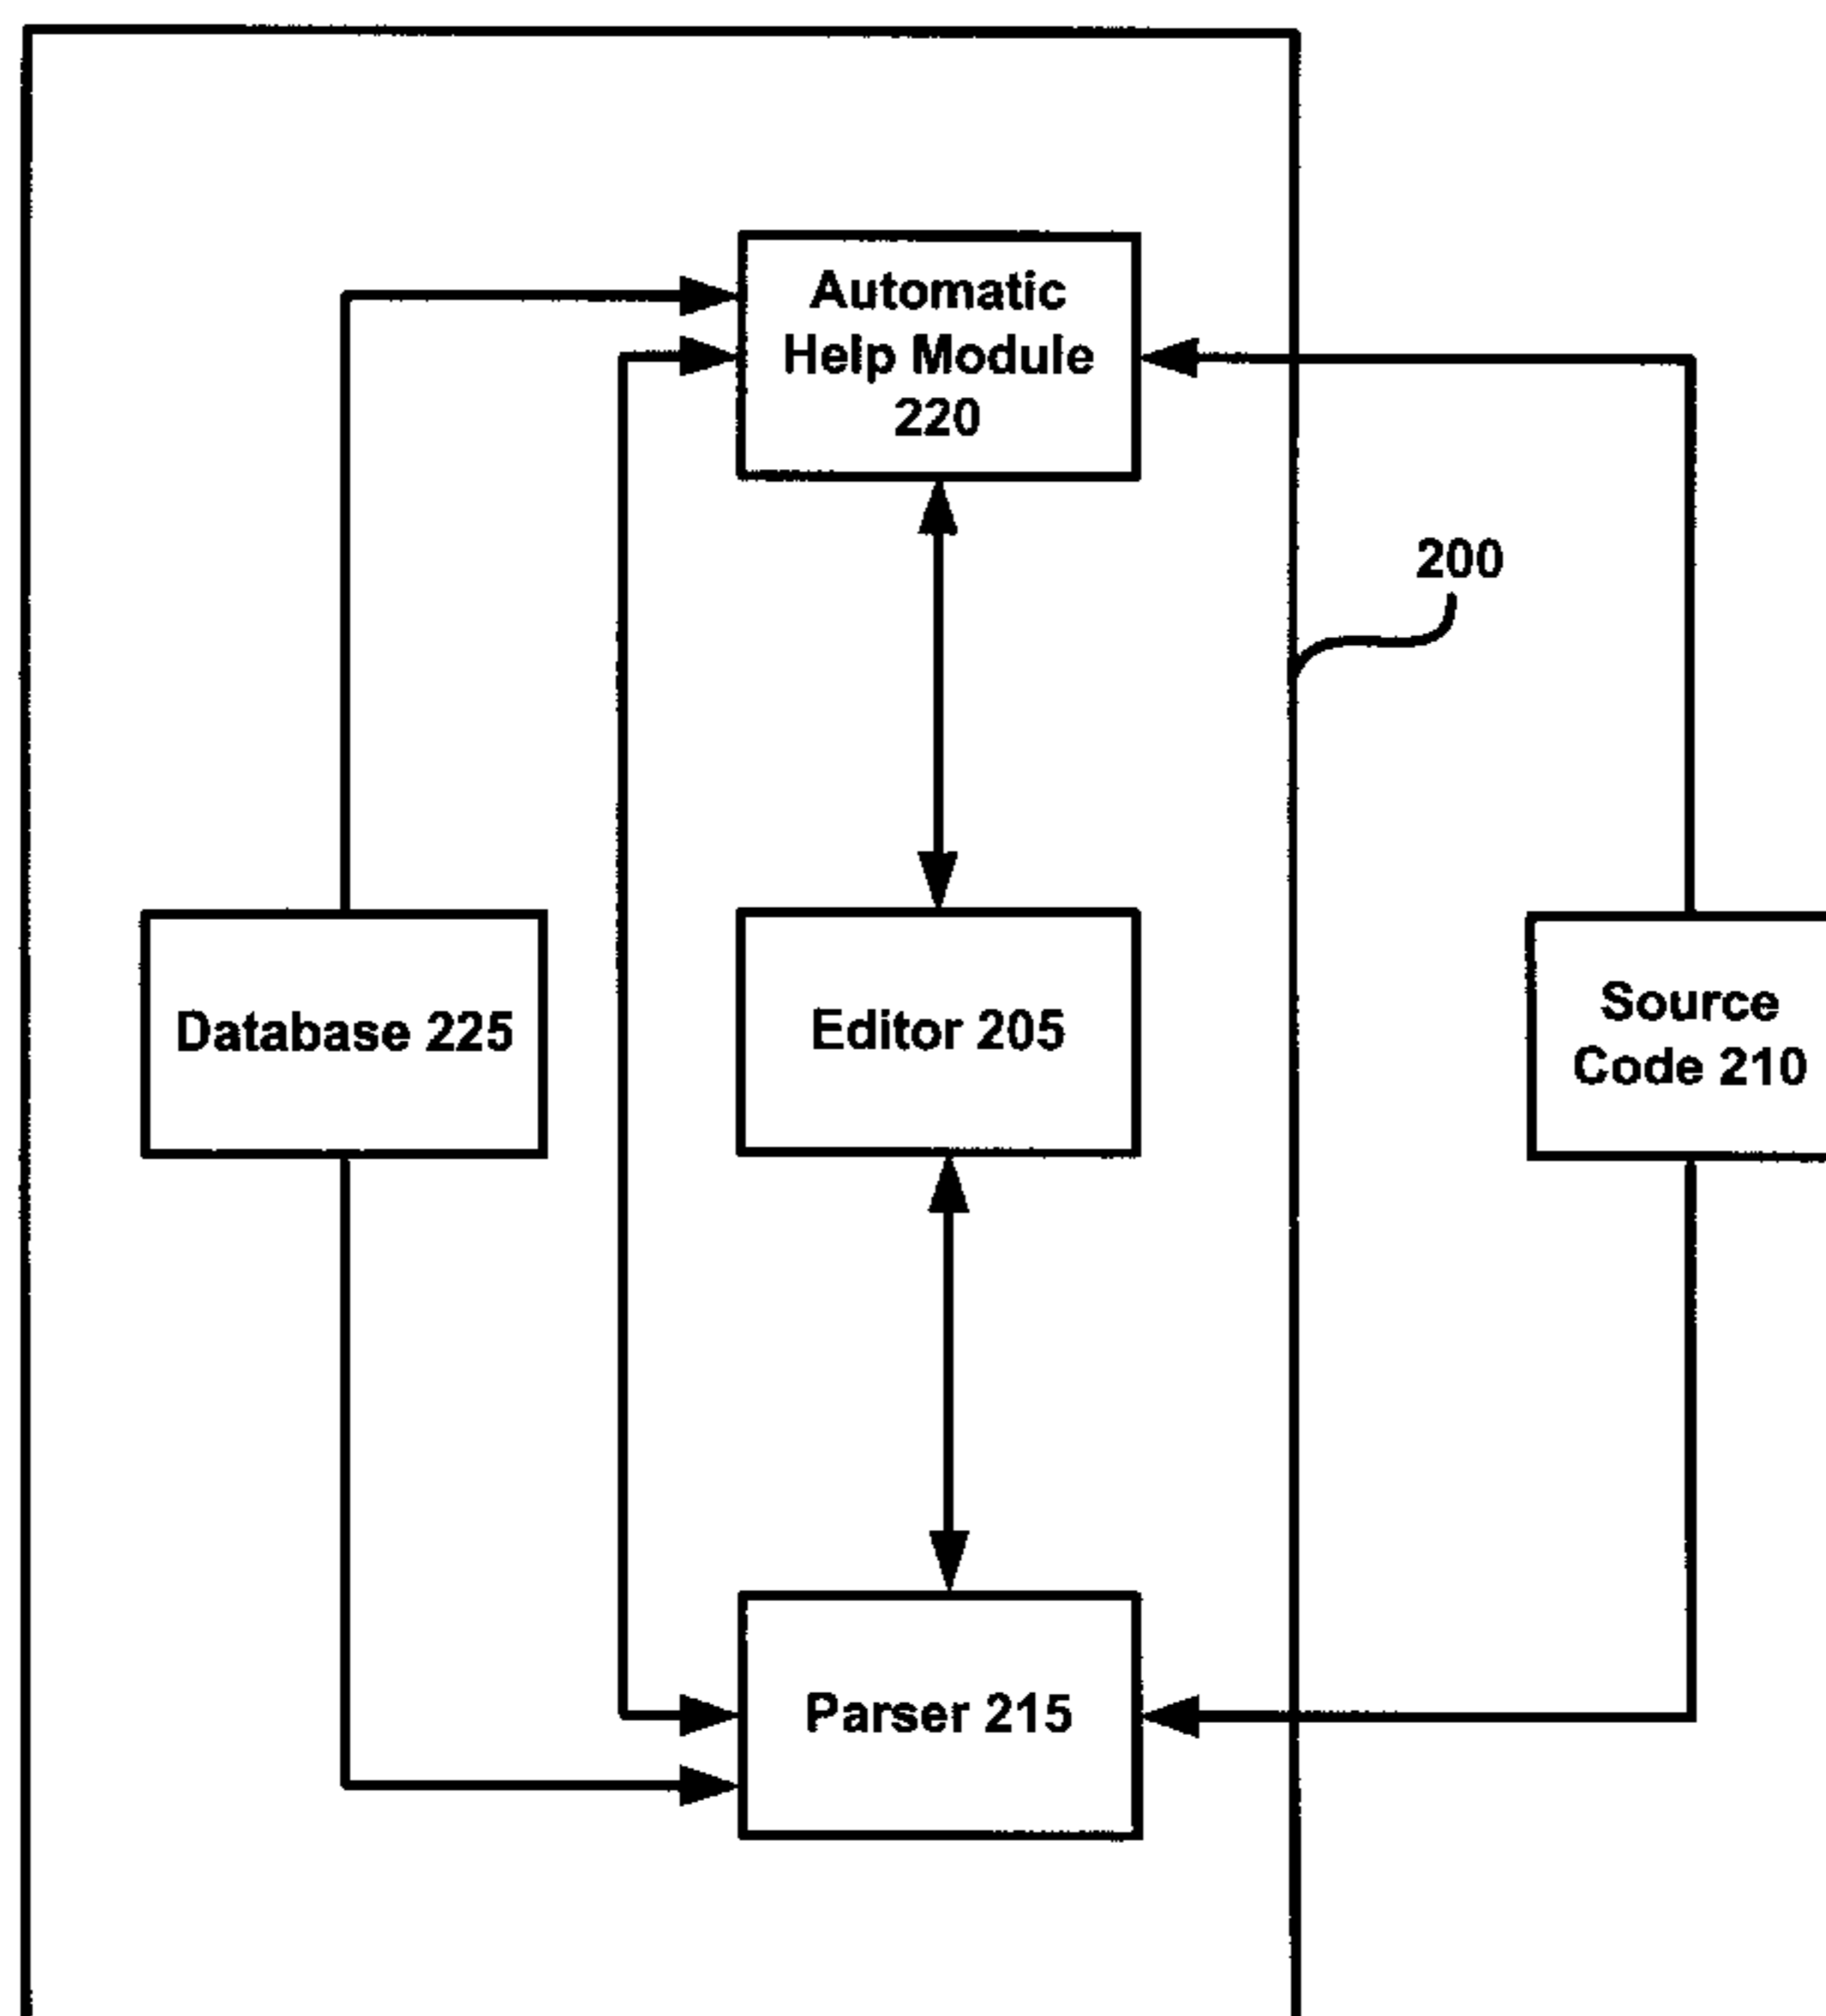 Automatic
Help Module
220
200
Database 225
Editor 205
Source
Code 210
Parser 215